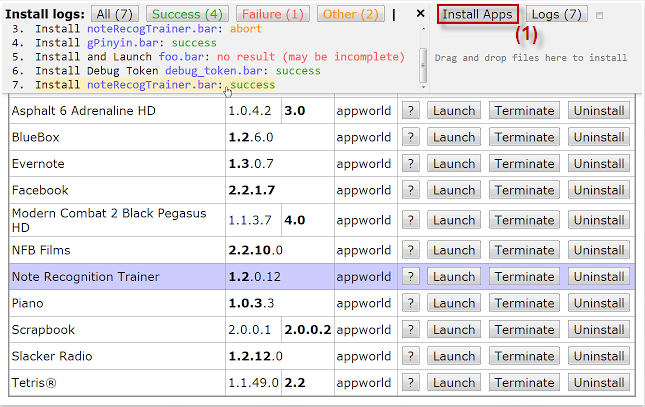 Install logs: All (7) Success (4) Failure (1) Other (2) | × Install Apps Logs (7)
(1)
3. Install noteRecogTrainer.bar: abort
4. Install gPinyin.bar: success
5. Install and Launch foo.bar: no result (may be incomplete)
Drag and drop files here to install
6. Install Debug Token debug_token.bar: success
7. Install noteRecogTrainer.bar: success
Asphalt 6 Adrenaline HD 1.0.4.2 3.0 appworld ? Launch Terminate Uninstall
BlueBox 1.2.6.0 appworld ? Launch Terminate Uninstall
Evernote 1.3.0.7 appworld ? Launch Terminate Uninstall
Facebook 2.2.1.7 appworld ? Launch Terminate Uninstall
Modern Combat 2 Black Pegasus
HD 1.1.3.7 4.0 appworld ? Launch Terminate Uninstall
NFB Films 2.2.10.0 appworld ? Launch Terminate Uninstall
Note Recognition Trainer 1.2.0.12 appworld ? Launch Terminate Uninstall
Piano 1.0.3.3 appworld ? Launch Terminate Uninstall
Scrapbook 2.0.0.1 2.0.0.2 appworld ? Launch Terminate Uninstall
Slacker Radio 1.2.12.0 appworld ? Launch Terminate Uninstall
Tetris® 1.1.49.0 2.2 appworld ? Launch Terminate Uninstall